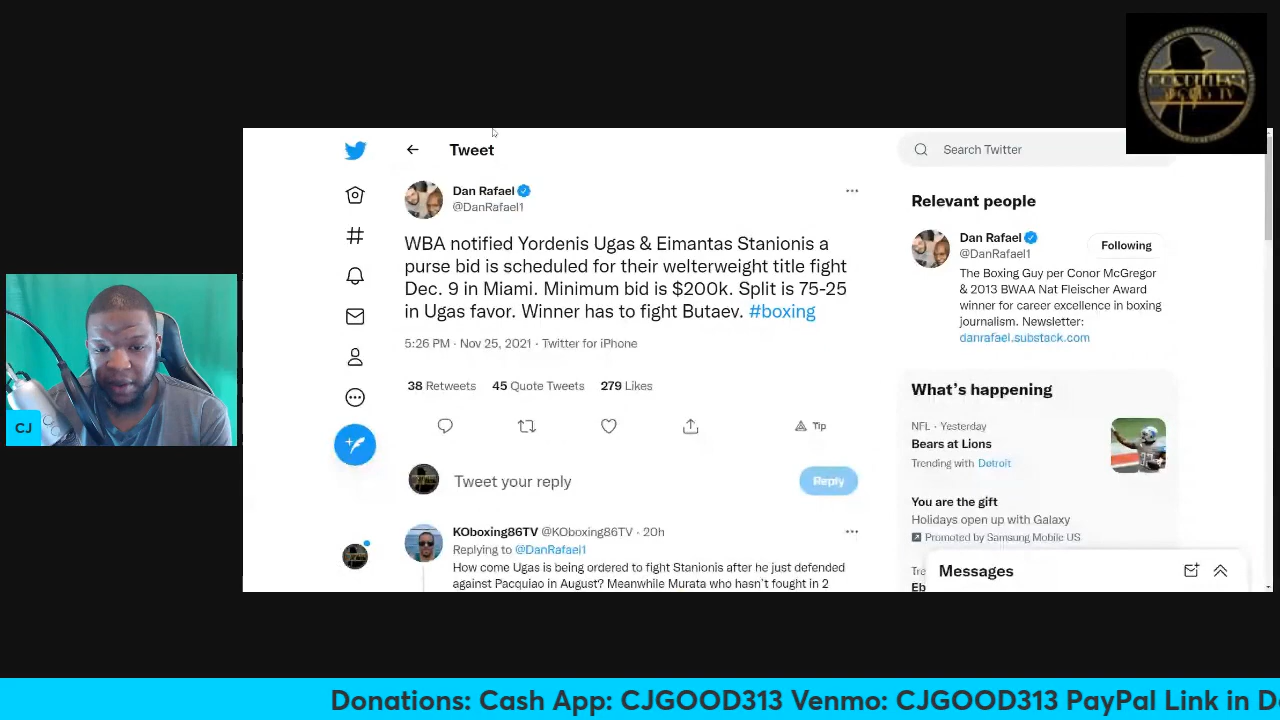 Tweet
Search Twitter
Dan Rafael
@DanRafael1
WBA notified Yordenis Ugas & Eimantas Stanionis a
purse bid is scheduled for their welterweight title fight
Dec. 9 in Miami. Minimum bid is $200k. Split is 75-25
in Ugas favor. Winner has to fight Butaev. #boxing
5:26 PM · Nov 25, 2021 · Twitter for iPhone
38 Retweets 45 Quote Tweets 279 Likes
Tip
Tweet your reply
Reply
KOboxing86TV @KOboxing86TV · 20h
Replying to @DanRafael1
How come Ugas is being ordered to fight Stanionis after he just defended
against Pacquiao in August? Meanwhile Murata who hasn't fought in 2
Relevant people
Dan Rafael
@DanRafael1
Following
The Boxing Guy per Conor McGregor
& 2013 BWAA Nat Fleischer Award
winner for career excellence in boxing
journalism. Newsletter:
danrafael.substack.com
What's happening
NFL · Yesterday
Bears at Lions
Trending with Detroit
You are the gift
Holidays open up with Galaxy
Promoted by Samsung Mobile US
Tre
Eb
Messages
CJ
Donations: Cash App: CJGOOD313 Venmo: CJGOOD313 PayPal Link in D